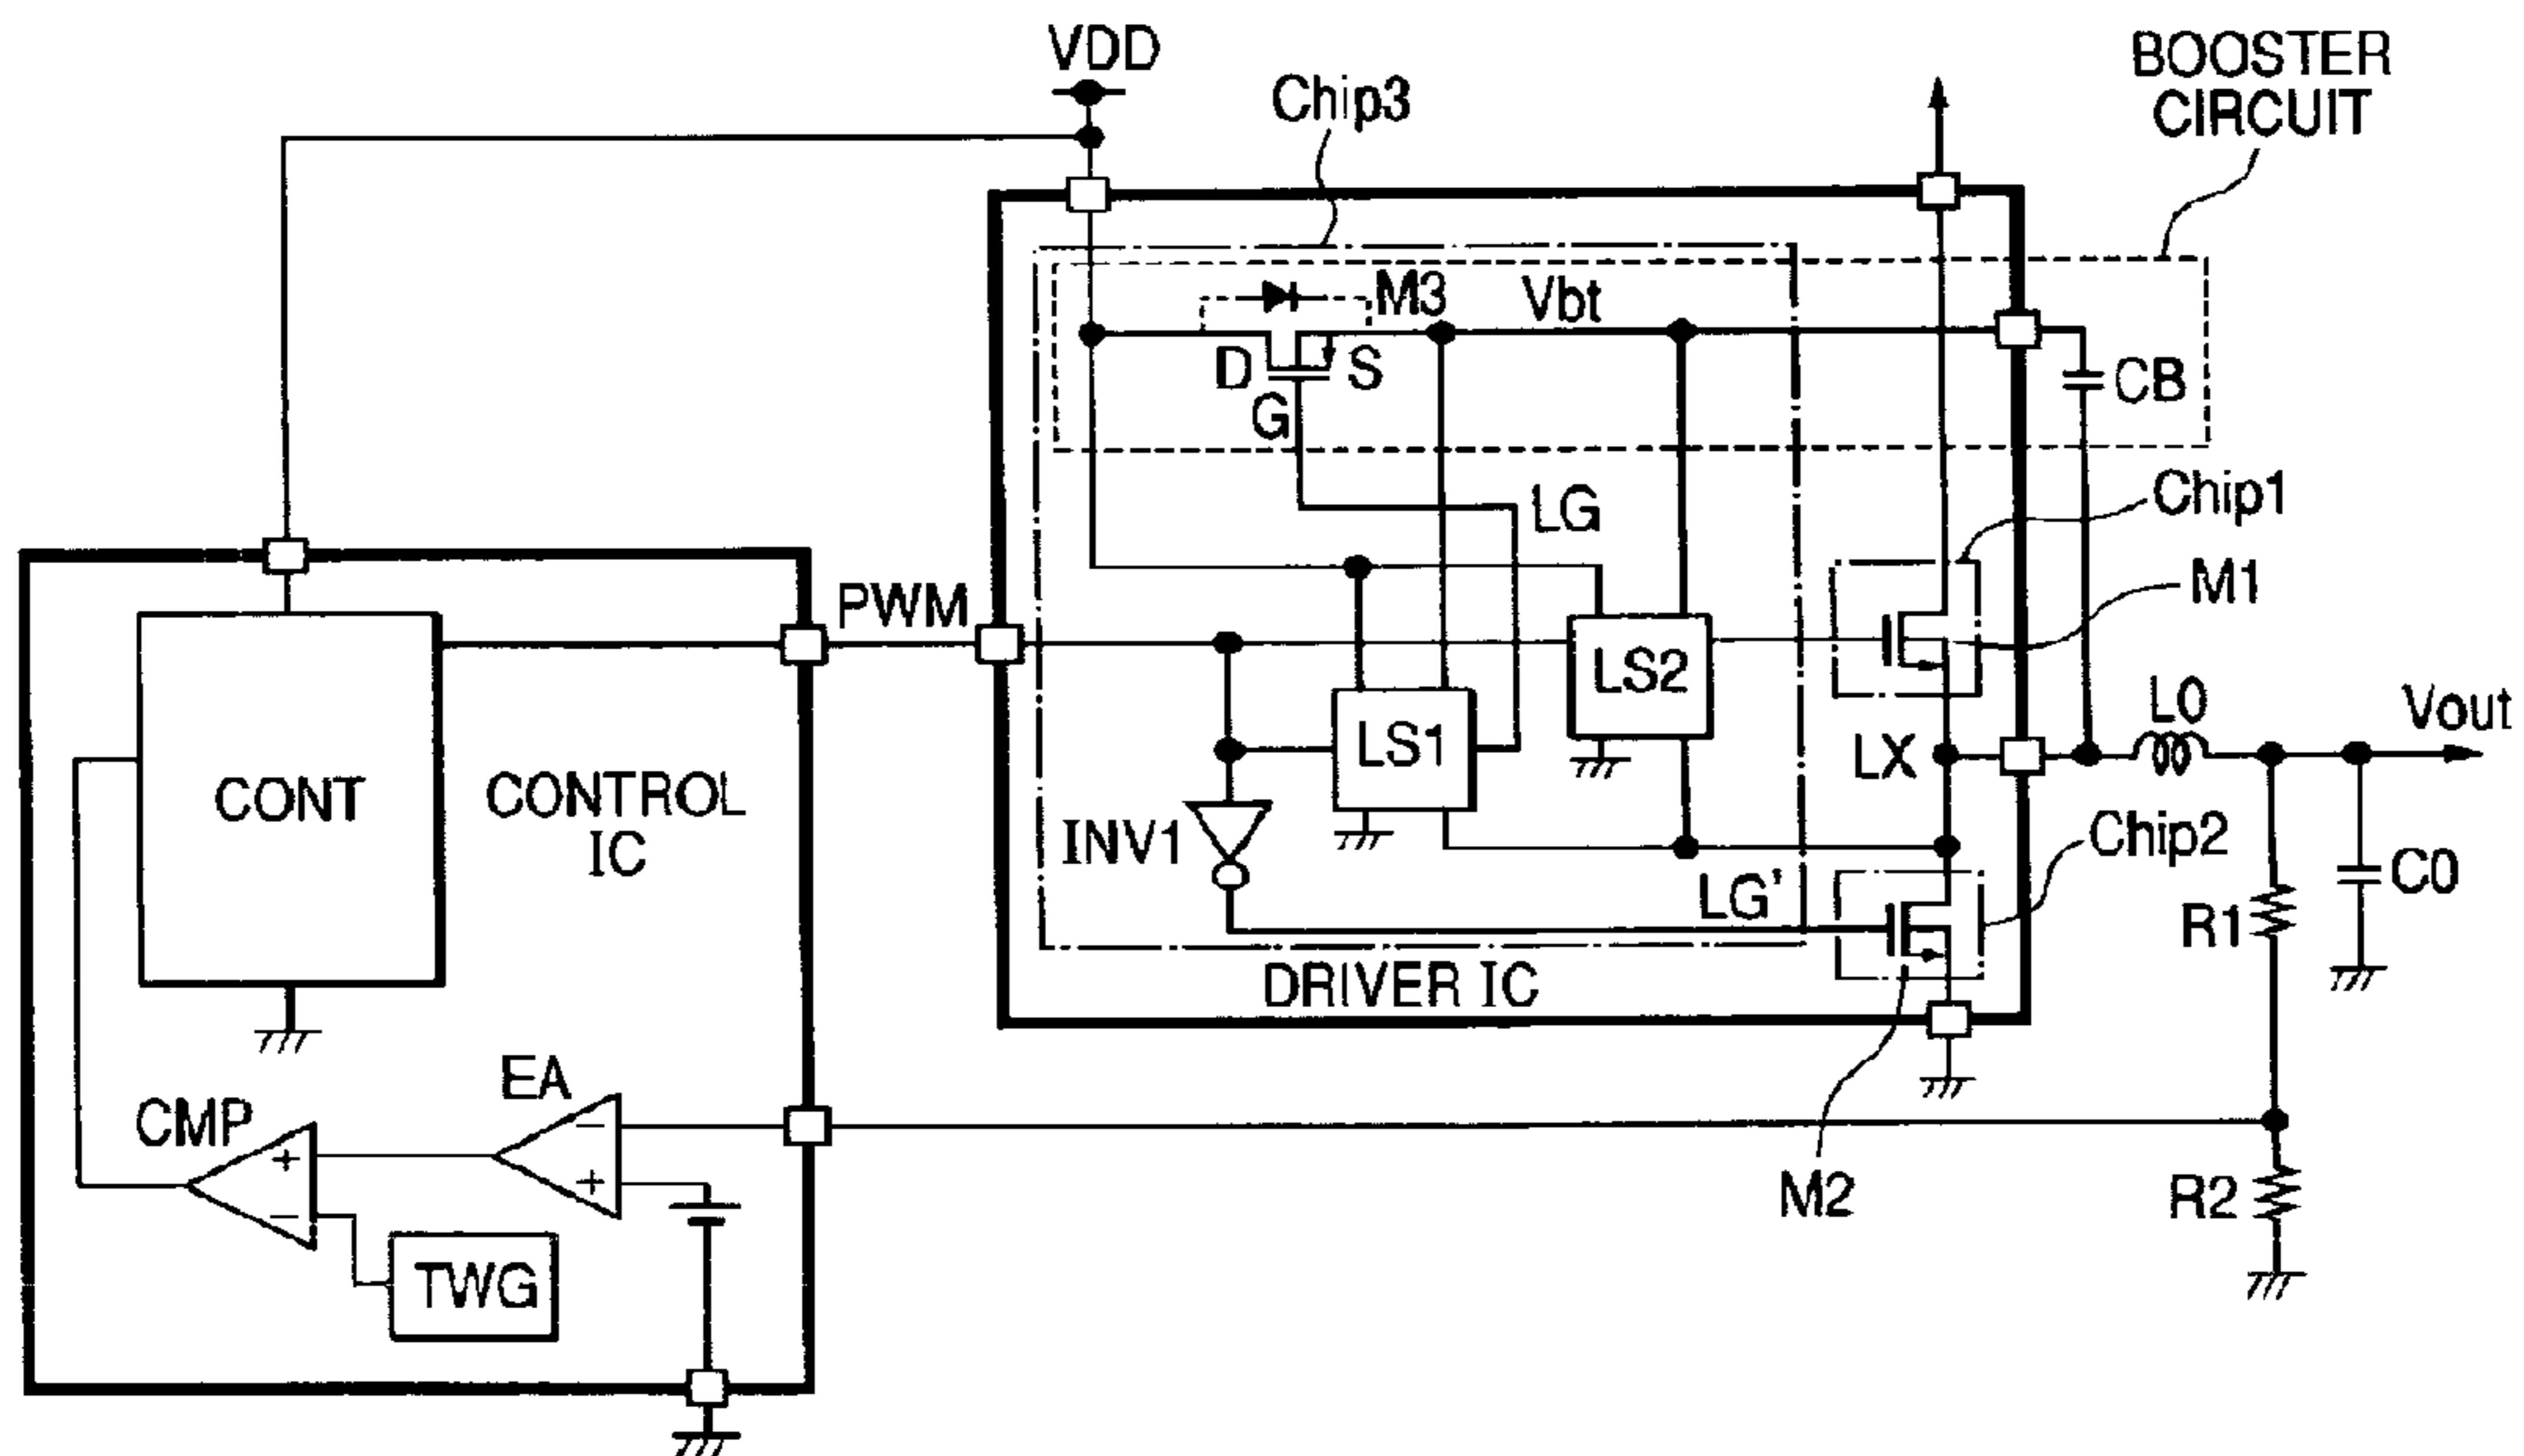 VDD
BOOSTER
CIRCUIT
Chip3
M3
Vbt
D
S
G
CB
LG
Chip1
M1
PWM
LS2
LS1
L0
Vout
LX
CONT
CONTROL
IC
INV1
Chip2
LG'
C0
R1
DRIVER IC
EA
CMP
−
+
+
−
M2
R2
TWG